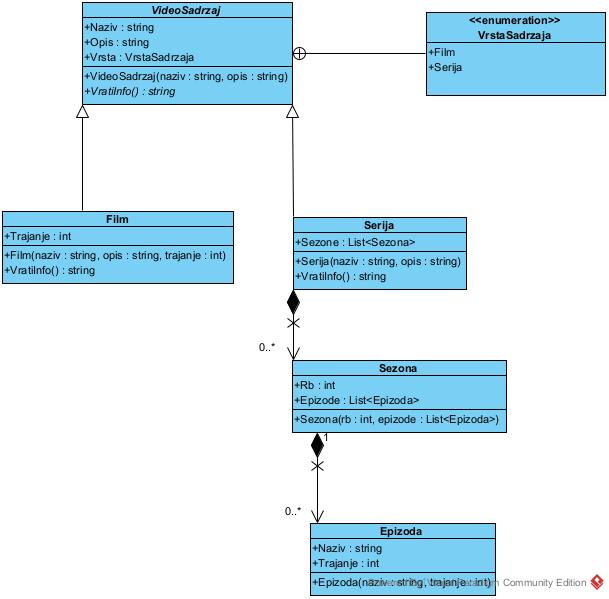 VideoSadrzaj
+Naziv : string
+Opis : string
+Vrsta : VrstaSadrzaja
+VideoSadrzaj(naziv : string, opis : string)
+VratiInfo() : string
<<enumeration>>
VrstaSadrzaja
+Film
+Serija
Film
+Trajanje : int
+Film(naziv : string, opis : string, trajanje : int)
+VratiInfo() : string
Serija
+Sezone : List<Sezona>
+Serija(naziv : string, opis : string)
+VratiInfo() : string
0..*
Sezona
+Rb : int
+Epizode : List<Epizoda>
+Sezona(rb : int, epizode : List<Epizoda>)
1
0..*
Epizoda
+Naziv : string
+Trajanje : int
+Epizoda(naziv : string, trajanje : int)
Community Edition